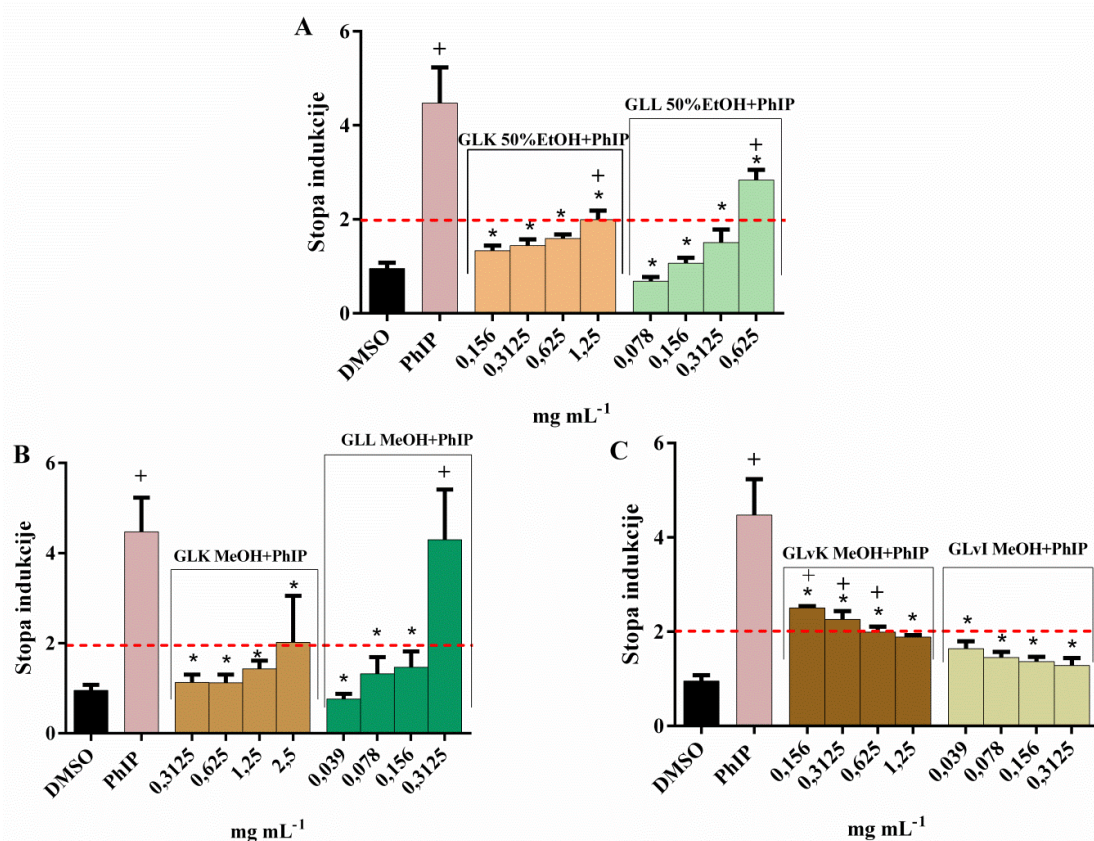 A
Stopa indukcije
6
4
2
0
+
GLK 50%EtOH+PhIP
* * * + *
GLL 50%EtOH+PhIP
* * * + *
DMSO PhIP 0,156 0,3125 0,625 1,25 0,078 0,156 0,3125 0,625
mg mL⁻¹
B
Stopa indukcije
6
4
2
0
+
GLK MeOH+PhIP
* * * *
GLL MeOH+PhIP
* * * +
DMSO PhIP 0,3125 0,625 1,25 2,5 0,039 0,078 0,156 0,3125
mg mL⁻¹
C
Stopa indukcije
6
4
2
0
+
GLvK MeOH+PhIP
+ + +
* * * *
GLvI MeOH+PhIP
* * * *
DMSO PhIP 0,156 0,3125 0,625 1,25 0,039 0,078 0,156 0,3125
mg mL⁻¹